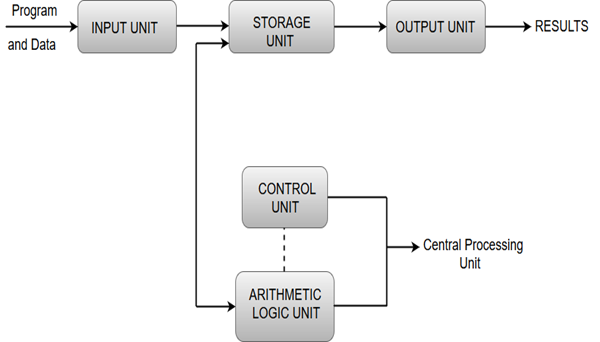 Program
and Data
INPUT UNIT
STORAGE
UNIT
OUTPUT UNIT
RESULTS
CONTROL
UNIT
Central Processing
Unit
ARITHMETIC
LOGIC UNIT